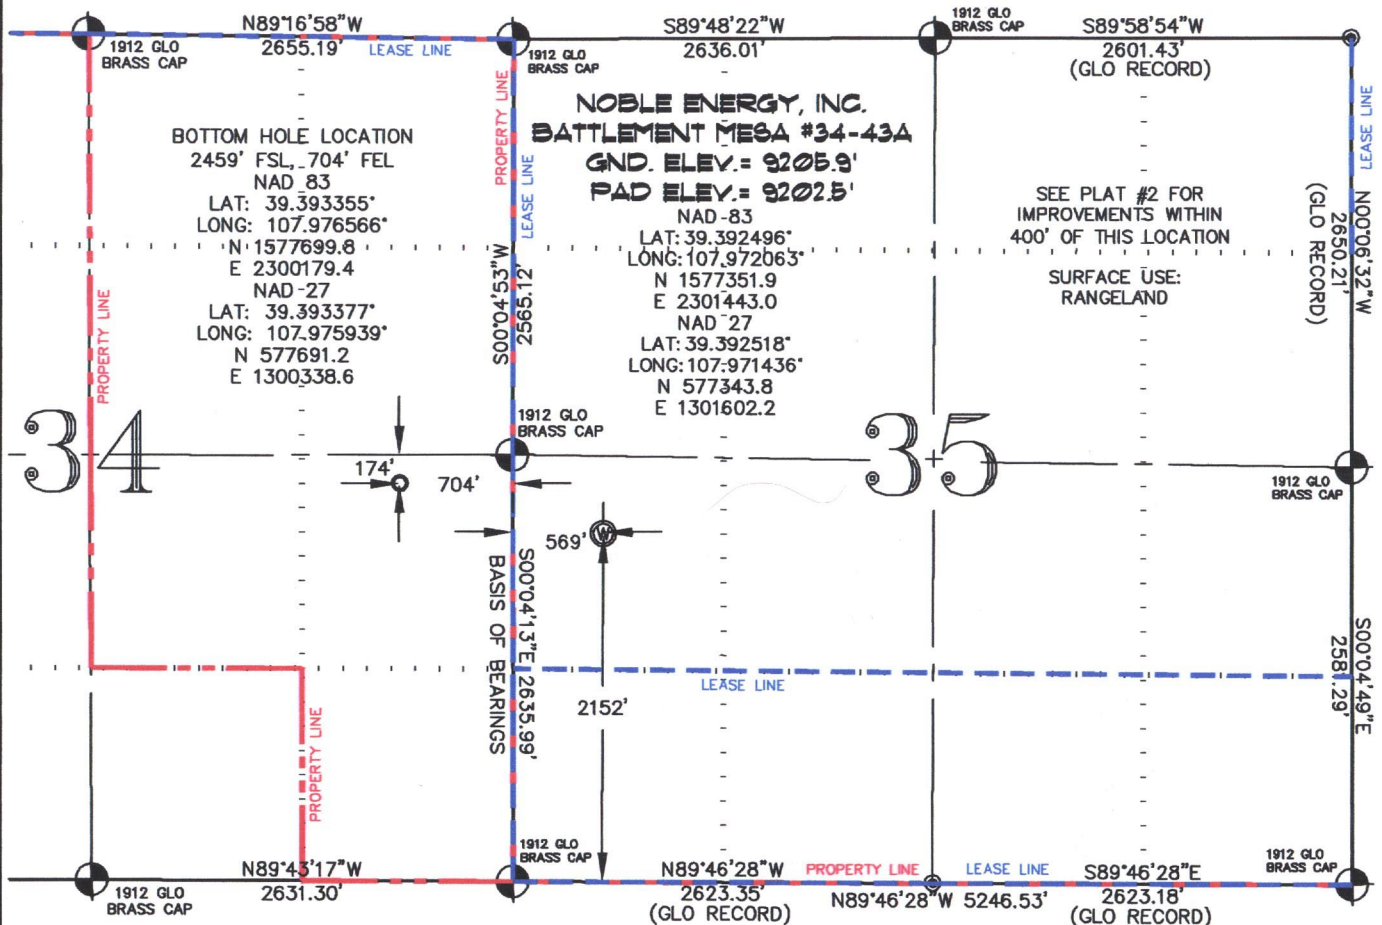 N89°16'58"W
2655.19'
LEASE LINE
1912 GLO
BRASS CAP
1912 GLO
BRASS CAP
S89°48'22"W
2636.01'
1912 GLO
BRASS CAP
S89°58'54"W
2601.43'
(GLO RECORD)
BOTTOM HOLE LOCATION
2459' FSL, 704' FEL
NAD 83
LAT: 39.393355°
LONG: 107.976566°
N 1577699.8
E 2300179.4
NAD 27
LAT: 39.393377°
LONG: 107.975939°
N 577691.2
E 1300338.6
PROPERTY LINE
PROPERTY LINE
LEASE LINE
S00°04'53"W
2565.12'
NOBLE ENERGY, INC.
BATTLEMENT MESA #34-43A
GND. ELEV.= 9205.9'
PAD ELEV.= 9202.5'
NAD 83
LAT: 39.392496°
LONG: 107.972063°
N 1577351.9
E 2301443.0
NAD 27
LAT: 39.392518°
LONG: 107.971436°
N 577343.8
E 1301602.2
SEE PLAT #2 FOR
IMPROVEMENTS WITHIN
400' OF THIS LOCATION
SURFACE USE:
RANGELAND
LEASE LINE
N00°06'32"W
2650.21'
(GLO RECORD)
34
174'
704'
1912 GLO
BRASS CAP
35
1912 GLO
BRASS CAP
569'
W
S00°04'13"E 2635.99'
BASIS OF BEARINGS
2152'
LEASE LINE
S00°04'49"E
2581.29'
PROPERTY LINE
1912 GLO
BRASS CAP
N89°43'17"W
2631.30'
1912 GLO
BRASS CAP
N89°46'28"W
2623.35'
(GLO RECORD)
PROPERTY LINE
LEASE LINE
N89°46'28"W 5246.53'
S89°46'28"E
2623.18'
(GLO RECORD)
1912 GLO
BRASS CAP